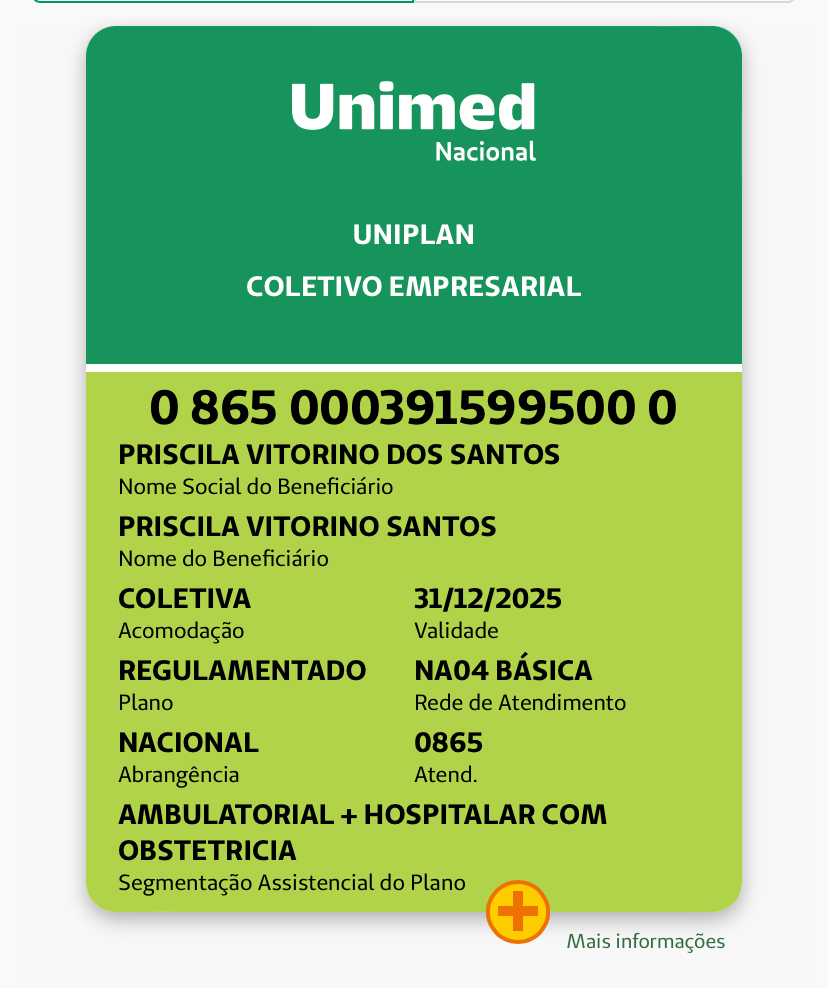 Unimed
Nacional
UNIPLAN
COLETIVO EMPRESARIAL
0 865 000391599500 0
PRISCILA VITORINO DOS SANTOS
Nome Social do Beneficiário
PRISCILA VITORINO SANTOS
Nome do Beneficiário
COLETIVA 31/12/2025
Acomodação Validade
REGULAMENTADO NA04 BÁSICA
Plano Rede de Atendimento
NACIONAL 0865
Abrangência Atend.
AMBULATORIAL + HOSPITALAR COM
OBSTETRICIA
Segmentação Assistencial do Plano
Mais informações